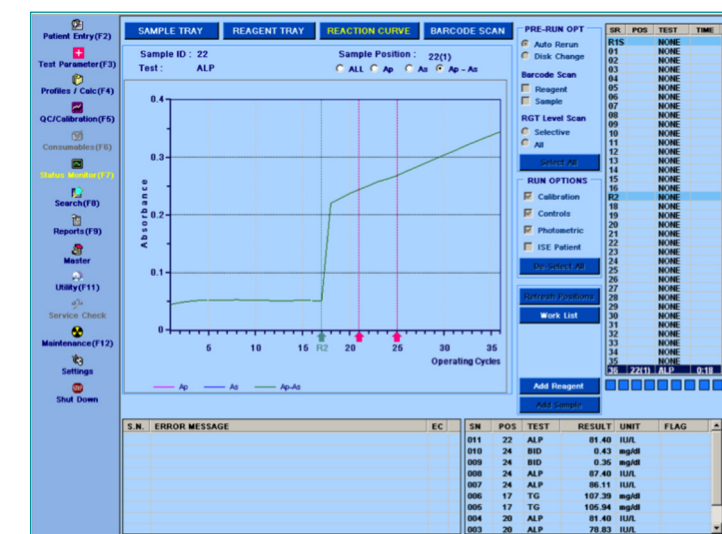 Patient Entry(F2)
Test Parameter(F3)
Profiles / Calc(F4)
QC/Calibration(F5)
Consumables(F6)
Status Monitor(F7)
Search(F8)
Reports(F9)
Master
Utility(F11)
Service Check
Maintenance(F12)
Settings
Shut Down
SAMPLE TRAY REAGENT TRAY REACTION CURVE BARCODE SCAN
Sample ID : 22 Sample Position : 22(1)
Test : ALP ALL Ap As Ap - As
Absorbance
0.4
0.3
0.2
0.1
0
5 10 15 R2 20 25 30 35
Operating Cycles
Ap As Ap-As
PRE-RUN OPT
Auto Rerun
Disk Change
Barcode Scan
Reagent
Sample
RGT Level Scan
Selective
All
Select All
RUN OPTIONS
Calibration
Controls
Photometric
ISE Patient
De-Select All
Refresh Positions
Work List
Add Reagent
Add Sample
SR POS TEST TIME
R1S NONE
01 NONE
02 NONE
03 NONE
04 NONE
05 NONE
06 NONE
07 NONE
08 NONE
09 NONE
10 NONE
11 NONE
12 NONE
13 NONE
14 NONE
15 NONE
16 NONE
R2 NONE
18 NONE
19 NONE
20 NONE
21 NONE
22 NONE
23 NONE
24 NONE
25 NONE
26 NONE
27 NONE
28 NONE
29 NONE
30 NONE
31 NONE
32 NONE
33 NONE
34 NONE
35 NONE
36 22(1) ALP 0:18
S.N. ERROR MESSAGE EC
SN POS TEST RESULT UNIT FLAG
011 22 ALP 81.40 IU/L
010 24 BID 0.43 mg/dl
009 24 BID 0.35 mg/dl
008 24 ALP 87.40 IU/L
007 24 ALP 86.11 IU/L
006 17 TG 107.39 mg/dl
005 17 TG 105.94 mg/dl
004 20 ALP 81.40 IU/L
003 20 ALP 78.83 IU/L